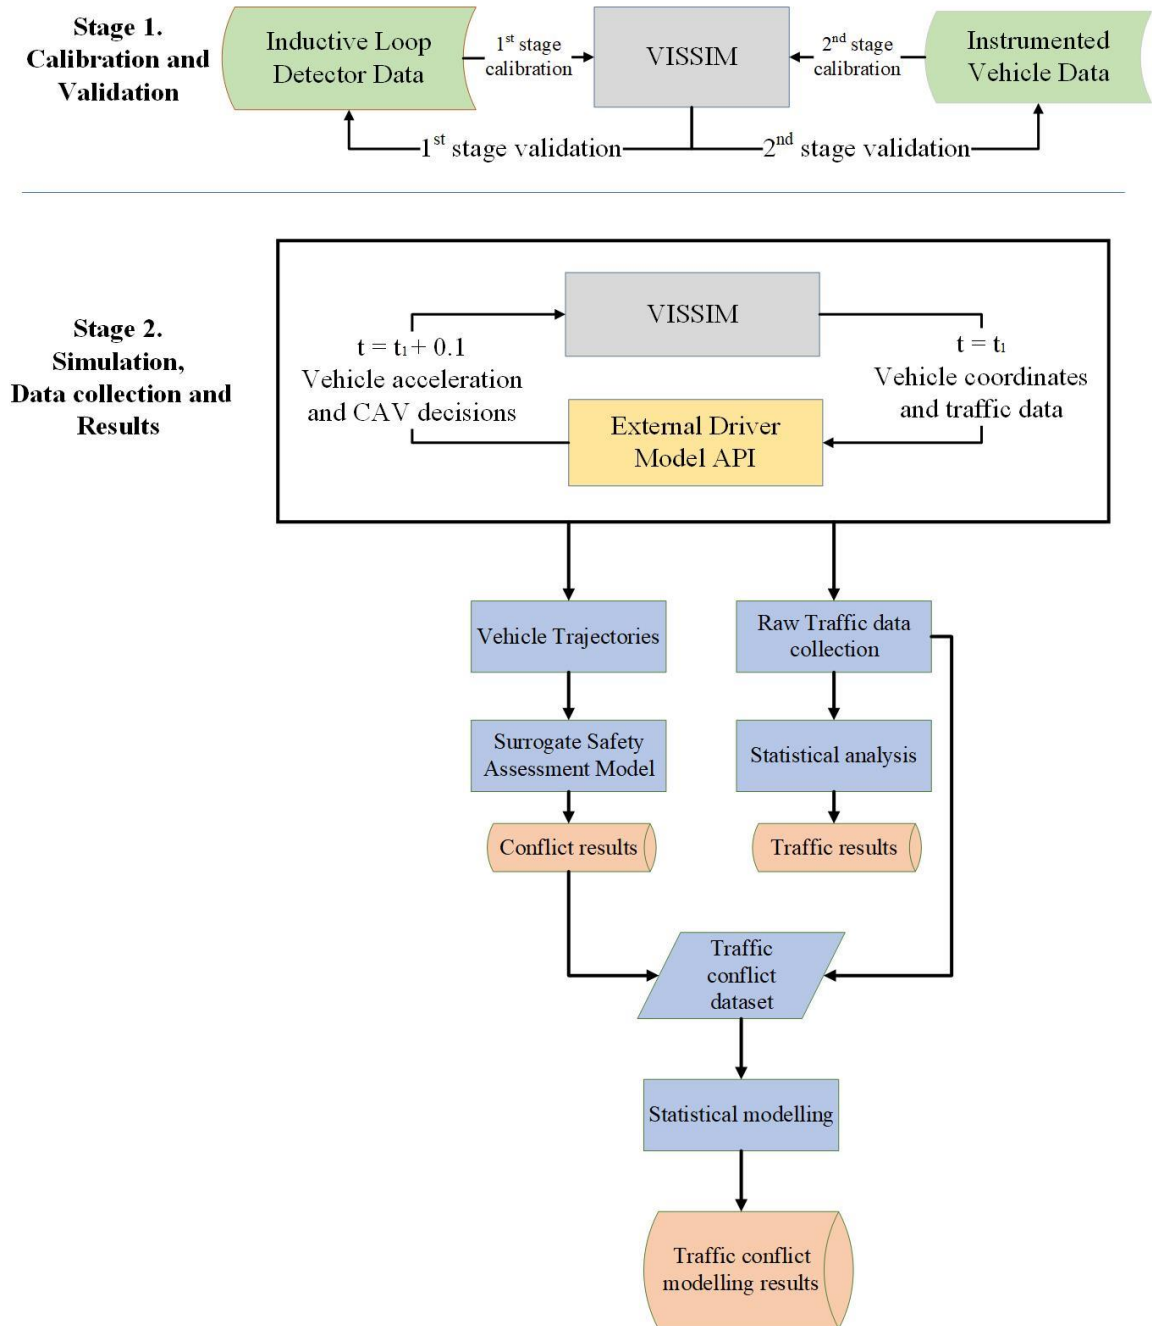 Stage 1.
Calibration and
Validation
Inductive Loop
Detector Data
1st stage
calibration
VISSIM
2nd stage
calibration
Instrumented
Vehicle Data
1st stage validation
2nd stage validation
Stage 2.
Simulation,
Data collection and
Results
VISSIM
t = t1 + 0.1
Vehicle acceleration
and CAV decisions
t = t1
Vehicle coordinates
and traffic data
External Driver
Model API
Vehicle Trajectories
Raw Traffic data
collection
Surrogate Safety
Assessment Model
Statistical analysis
Conflict results
Traffic results
Traffic
conflict
dataset
Statistical modelling
Traffic conflict
modelling results